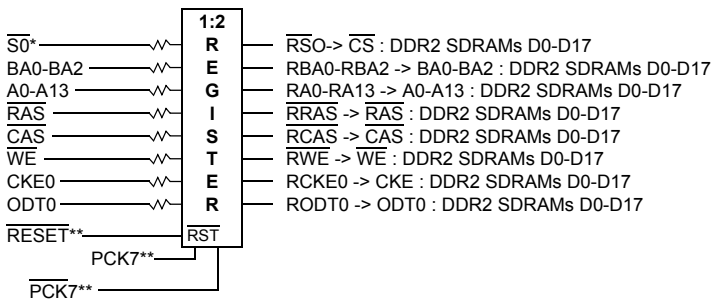 1:2
S0* R RSO-> CS : DDR2 SDRAMs D0-D17
BA0-BA2 E RBA0-RBA2 -> BA0-BA2 : DDR2 SDRAMs D0-D17
A0-A13 G RA0-RA13 -> A0-A13 : DDR2 SDRAMs D0-D17
RAS I RRAS -> RAS : DDR2 SDRAMs D0-D17
CAS S RCAS -> CAS : DDR2 SDRAMs D0-D17
WE T RWE -> WE : DDR2 SDRAMs D0-D17
CKE0 E RCKE0 -> CKE : DDR2 SDRAMs D0-D17
ODT0 R RODT0 -> ODT0 : DDR2 SDRAMs D0-D17
RESET** RST
PCK7**
PCK7**